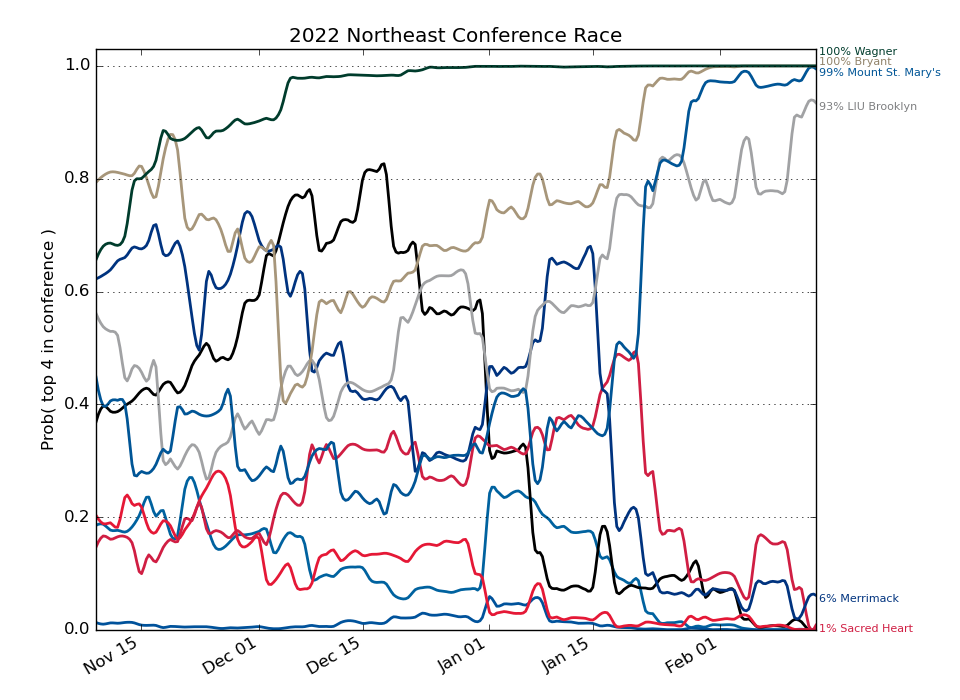 2022 Northeast Conference Race
Prob( top 4 in conference )
1.0
0.8
0.6
0.4
0.2
0.0
Nov 15
Dec 01
Dec 15
Jan 01
Jan 15
Feb 01
100% Wagner
100% Bryant
99% Mount St. Mary's
93% LIU Brooklyn
6% Merrimack
1% Sacred Heart